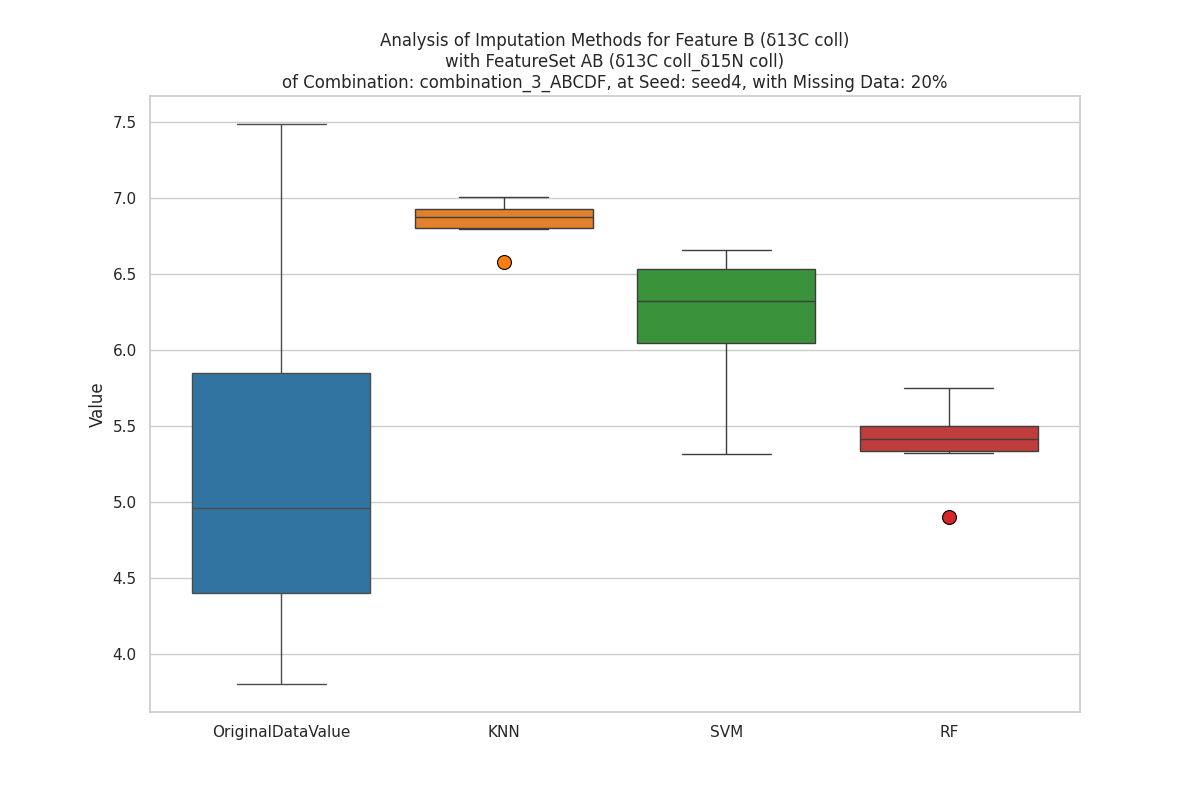 Analysis of Imputation Methods for Feature B (δ13C coll)
with FeatureSet AB (δ13C coll_δ15N coll)
of Combination: combination_3_ABCDF, at Seed: seed4, with Missing Data: 20%
7.5
7.0
6.5
6.0
5.5
5.0
4.5
4.0
Value
OriginalDataValue
KNN
SVM
RF